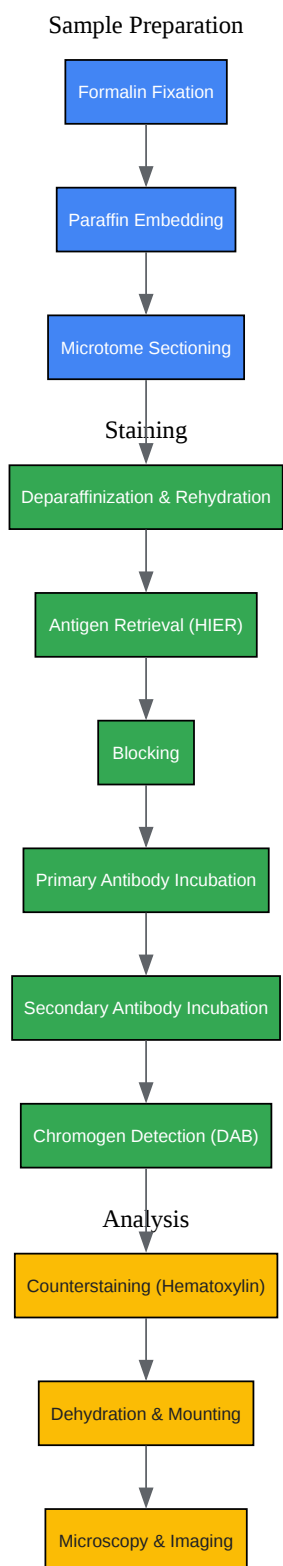 Sample Preparation
Formalin Fixation
Paraffin Embedding
Microtome Sectioning
Staining
Deparaffinization & Rehydration
Antigen Retrieval (HIER)
Blocking
Primary Antibody Incubation
Secondary Antibody Incubation
Chromogen Detection (DAB)
Analysis
Counterstaining (Hematoxylin)
Dehydration & Mounting
Microscopy & Imaging